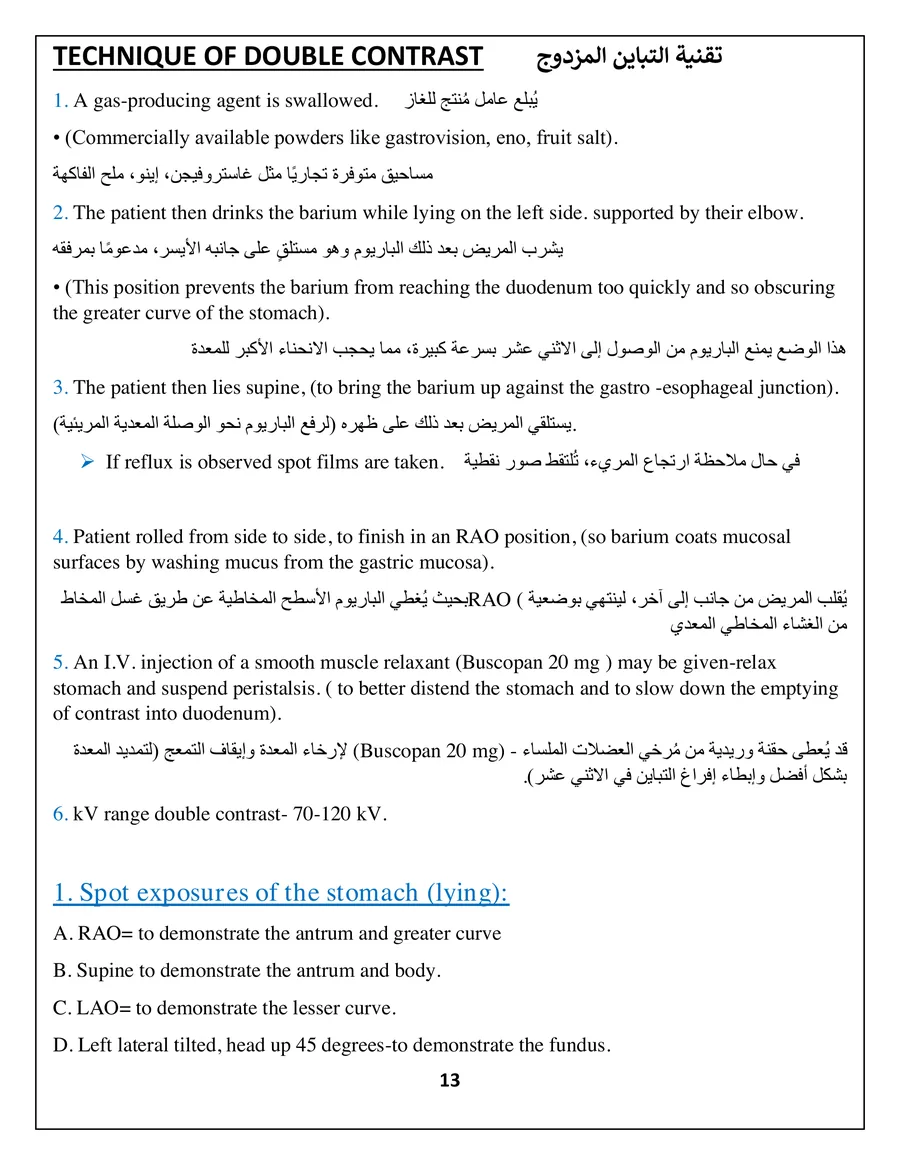 TECHNIQUE OF DOUBLE CONTRAST تقنية التباين المزدوج
1. A gas-producing agent is swallowed. يُبلع عامل مُنتج للغاز
• (Commercially available powders like gastrovision, eno, fruit salt).
مساحيق متوفرة تجاريًا مثل غاستروفيجن، إينو، ملح الفاكهة
2. The patient then drinks the barium while lying on the left side. supported by their elbow.
يشرب المريض بعد ذلك الباريوم وهو مستلقٍ على جانبه الأيسر، مدعومًا بمرفقه
• (This position prevents the barium from reaching the duodenum too quickly and so obscuring
the greater curve of the stomach).
هذا الوضع يمنع الباريوم من الوصول إلى الاثني عشر بسرعة كبيرة، مما يحجب الانحناء الأكبر للمعدة
3. The patient then lies supine, (to bring the barium up against the gastro -esophageal junction).
.يستلقي المريض بعد ذلك على ظهره (لرفع الباريوم نحو الوصلة المعدية المريئية)
➢ If reflux is observed spot films are taken. في حال ملاحظة ارتجاع المريء، تُلتقط صور نقطية
4. Patient rolled from side to side, to finish in an RAO position, (so barium coats mucosal
surfaces by washing mucus from the gastric mucosa).
يُقلب المريض من جانب إلى آخر، لينتهي بوضعية ( RAOبحيث يُغطي الباريوم الأسطح المخاطية عن طريق غسل المخاط
من الغشاء المخاطي المعدي
5. An I.V. injection of a smooth muscle relaxant (Buscopan 20 mg ) may be given-relax
stomach and suspend peristalsis. ( to better distend the stomach and to slow down the emptying
of contrast into duodenum).
قد يُعطى حقنة وريدية من مُرخي العضلات الملساء - (Buscopan 20 mg) لإرخاء المعدة وإيقاف التمعج (لتمديد المعدة
بشكل أفضل وإبطاء إفراغ التباين في الاثني عشر).
6. kV range double contrast- 70-120 kV.
1. Spot exposures of the stomach (lying):
A. RAO= to demonstrate the antrum and greater curve
B. Supine to demonstrate the antrum and body.
C. LAO= to demonstrate the lesser curve.
D. Left lateral tilted, head up 45 degrees-to demonstrate the fundus.
13